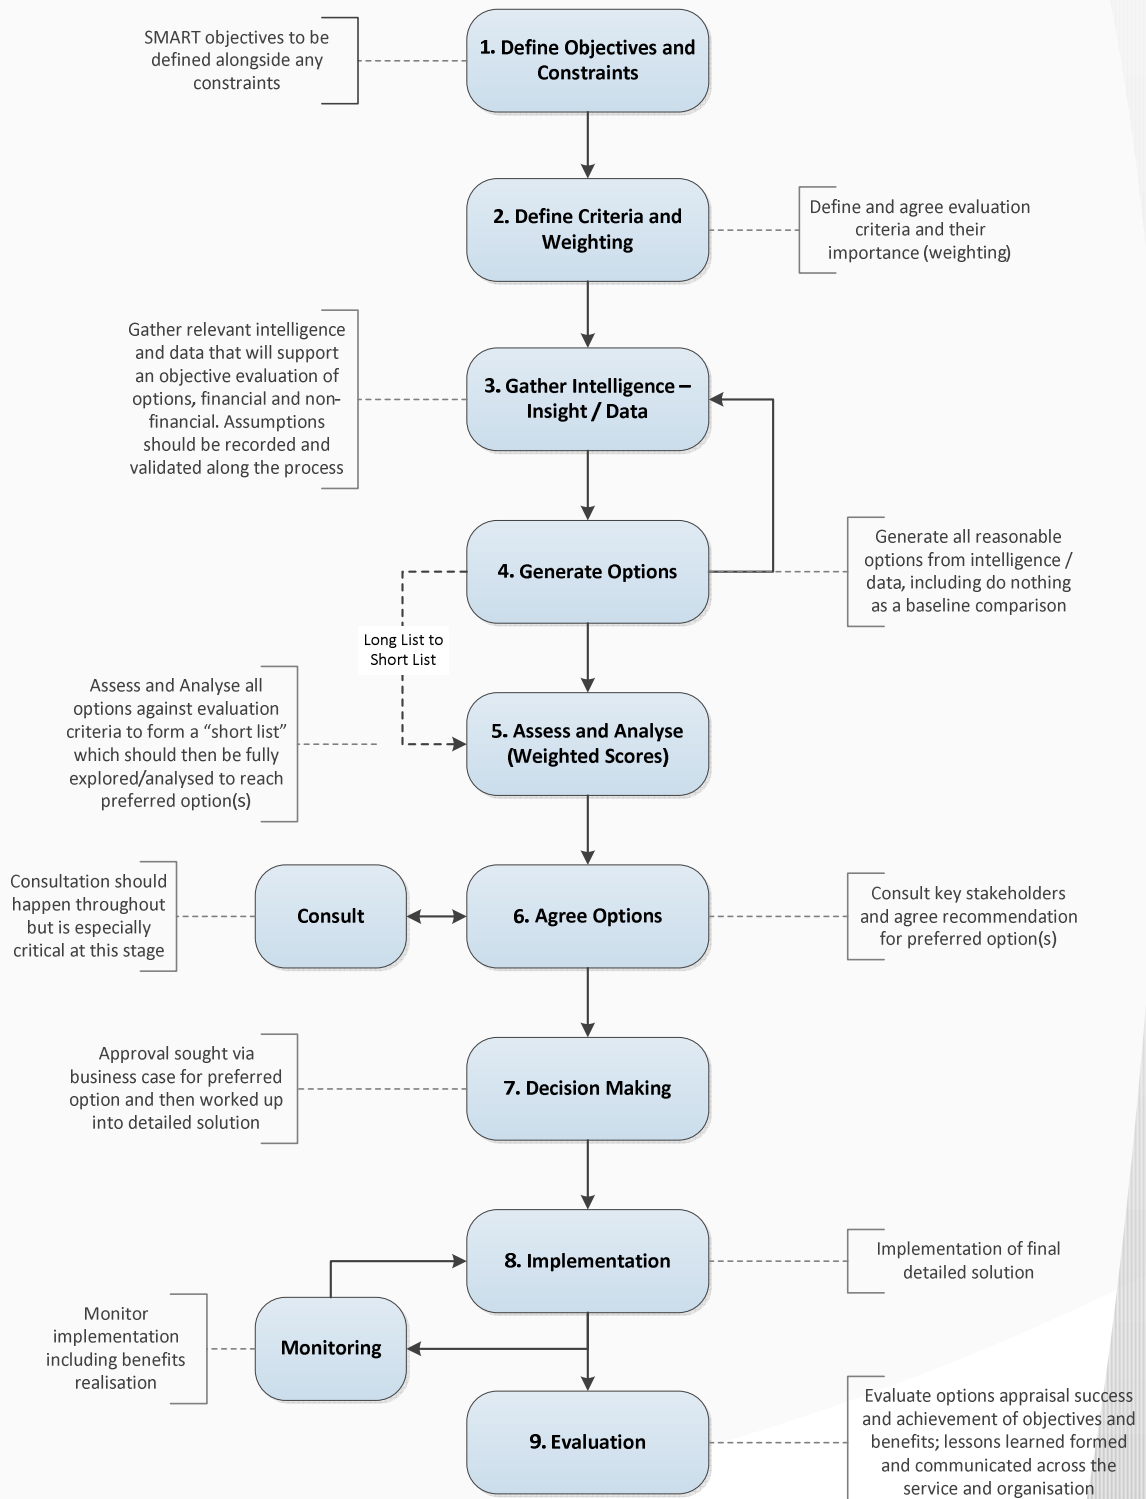 SMART objectives to be
defined alongside any
constraints
1. Define Objectives and
Constraints
2. Define Criteria and
Weighting
Define and agree evaluation
criteria and their
importance (weighting)
Gather relevant intelligence
and data that will support
an objective evaluation of
options, financial and non-
financial. Assumptions
should be recorded and
validated along the process
3. Gather Intelligence –
Insight / Data
4. Generate Options
Generate all reasonable
options from intelligence /
data, including do nothing
as a baseline comparison
Long List to
Short List
Assess and Analyse all
options against evaluation
criteria to form a “short list”
which should then be fully
explored/analysed to reach
preferred option(s)
5. Assess and Analyse
(Weighted Scores)
Consultation should
happen throughout
but is especially
critical at this stage
Consult
6. Agree Options
Consult key stakeholders
and agree recommendation
for preferred option(s)
Approval sought via
business case for preferred
option and then worked up
into detailed solution
7. Decision Making
8. Implementation
Implementation of final
detailed solution
Monitor
implementation
including benefits
realisation
Monitoring
9. Evaluation
Evaluate options appraisal success
and achievement of objectives and
benefits; lessons learned formed
and communicated across the
service and organisation